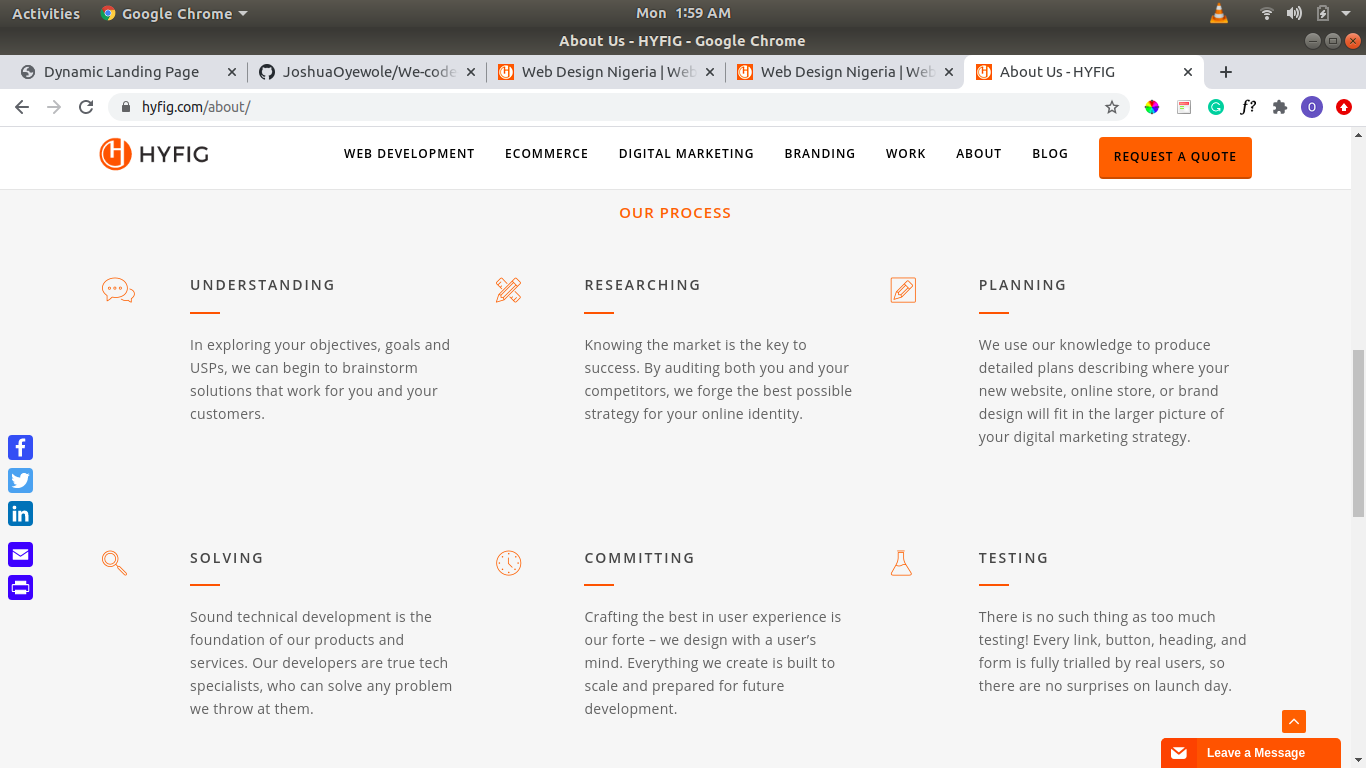 Activities Google Chrome Mon 1:59 AM
About Us - HYFIG - Google Chrome
Dynamic Landing Page JoshuaOyewole/We-code Web Design Nigeria | Web Web Design Nigeria | Web About Us - HYFIG
hyfig.com/about/ f? O
HYFIG WEB DEVELOPMENT ECOMMERCE DIGITAL MARKETING BRANDING WORK ABOUT BLOG REQUEST A QUOTE
OUR PROCESS
UNDERSTANDING
In exploring your objectives, goals and
USPs, we can begin to brainstorm
solutions that work for you and your
customers.
RESEARCHING
Knowing the market is the key to
success. By auditing both you and your
competitors, we forge the best possible
strategy for your online identity.
PLANNING
We use our knowledge to produce
detailed plans describing where your
new website, online store, or brand
design will fit in the larger picture of
your digital marketing strategy.
SOLVING
Sound technical development is the
foundation of our products and
services. Our developers are true tech
specialists, who can solve any problem
we throw at them.
COMMITTING
Crafting the best in user experience is
our forte – we design with a user’s
mind. Everything we create is built to
scale and prepared for future
development.
TESTING
There is no such thing as too much
testing! Every link, button, heading, and
form is fully trialled by real users, so
there are no surprises on launch day.
Leave a Message